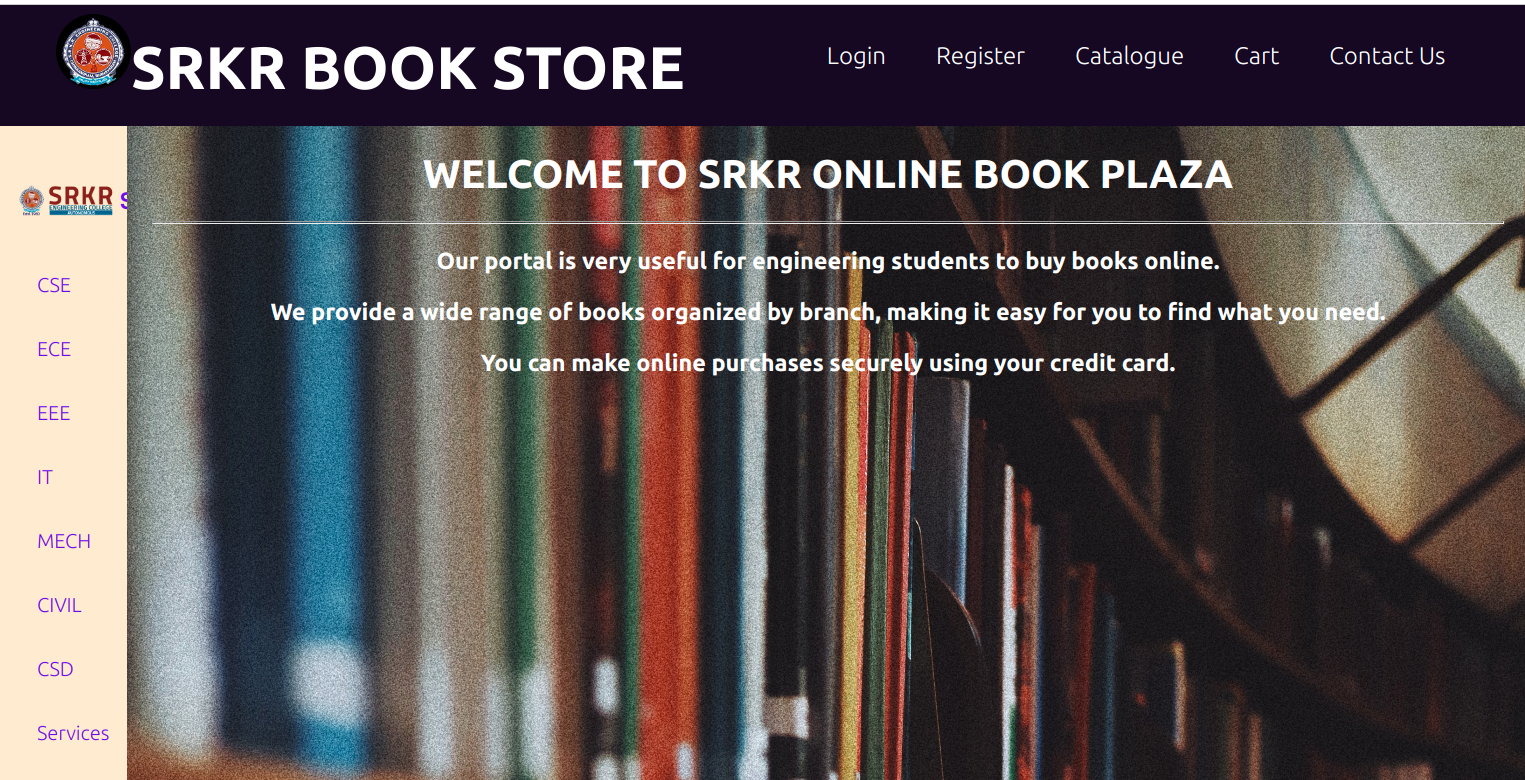 SRKR BOOK STORE
Login Register Catalogue Cart Contact Us
SRKR
ENGINEERING COLLEGE
AUTONOMOUS
CSE
ECE
EEE
IT
MECH
CIVIL
CSD
Services
WELCOME TO SRKR ONLINE BOOK PLAZA
Our portal is very useful for engineering students to buy books online.
We provide a wide range of books organized by branch, making it easy for you to find what you need.
You can make online purchases securely using your credit card.